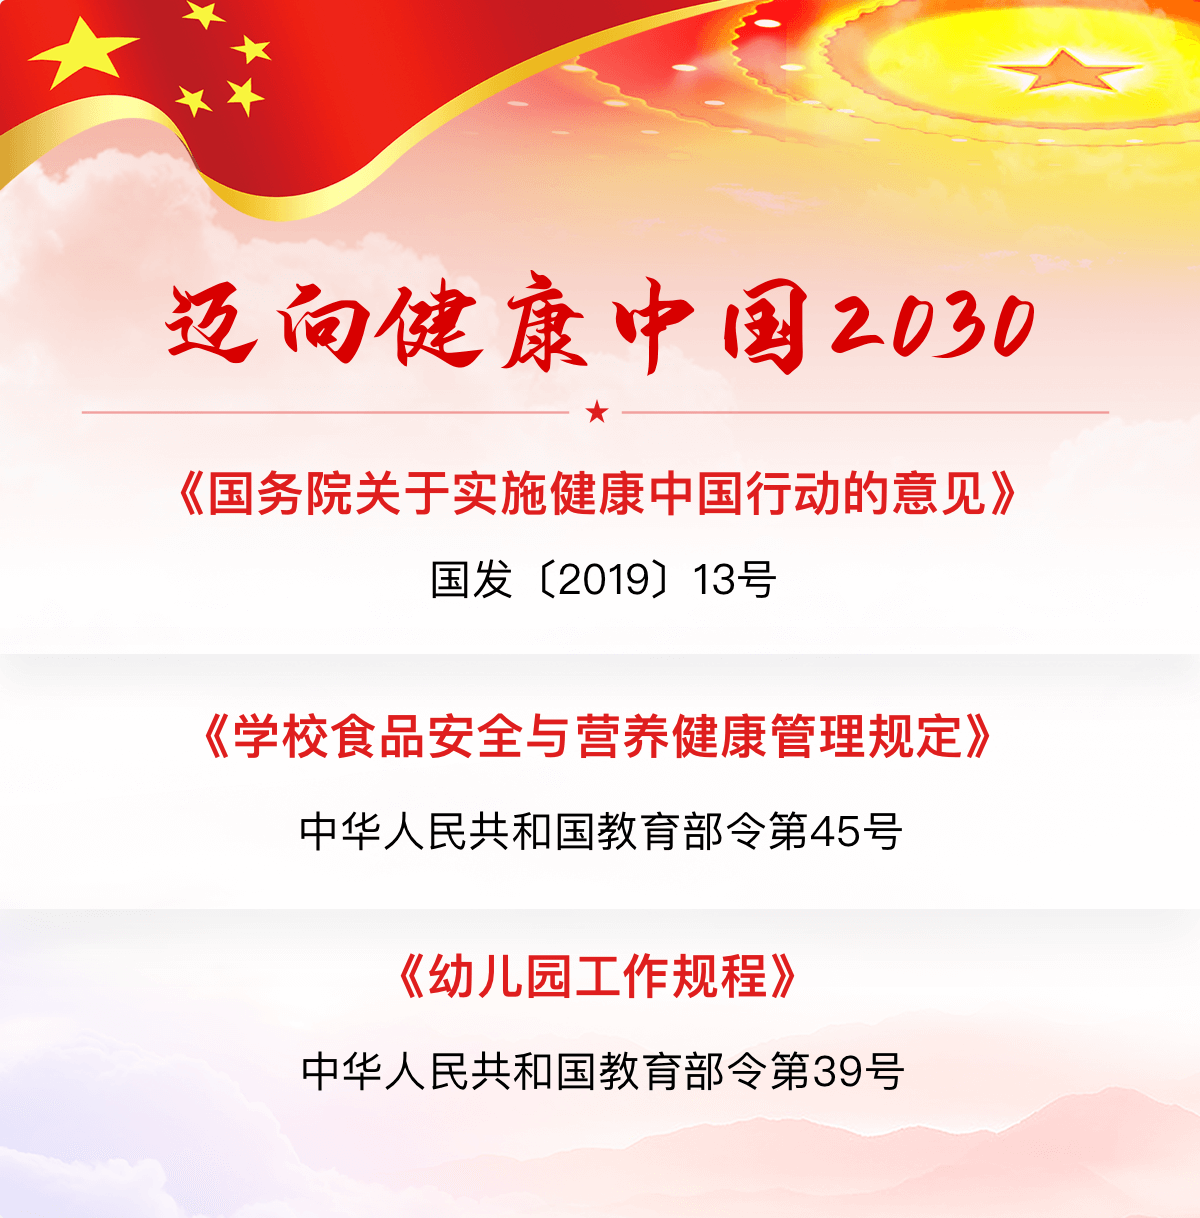 迈向健康中国2030
《国务院关于实施健康中国行动的意见》
国发〔2019〕13号
《学校食品安全与营养健康管理规定》
中华人民共和国教育部令第45号
《幼儿园工作规程》
中华人民共和国教育部令第39号